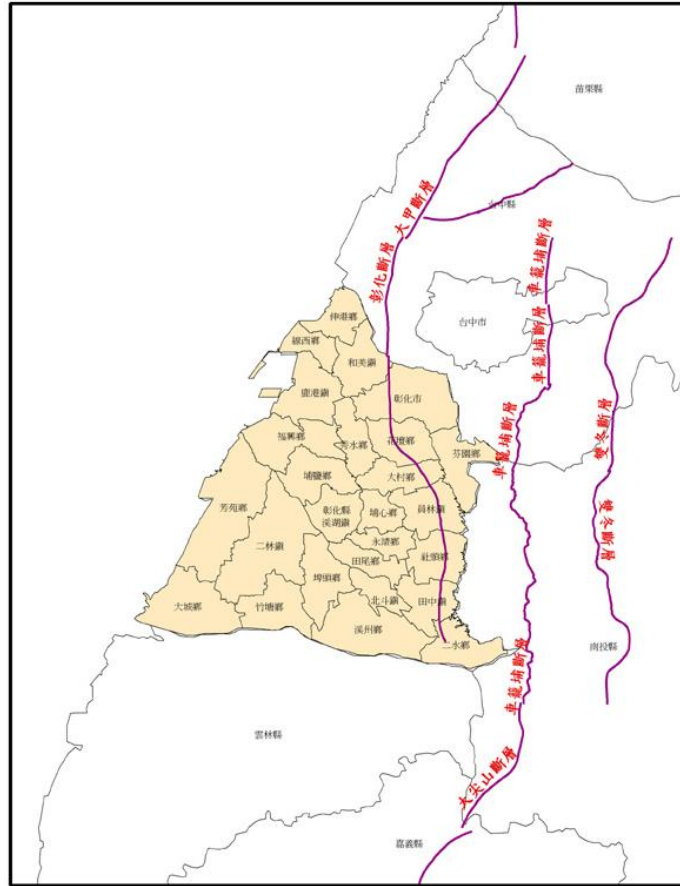 苗栗縣
台中縣
大甲斷層
彰化斷層
車籠埔斷層
伸港鄉
台中市
車籠埔斷層
線西鄉
和美鎮
鹿港鎮
彰化市
雙冬斷層
福興鄉
秀水鄉
花壇鄉
芬園鄉
車籠埔斷層
埔鹽鄉
大村鄉
芳苑鄉
彰化縣
溪湖鎮
埔心鄉
員林鎮
雙冬斷層
二林鎮
永靖鄉
田尾鄉
社頭鄉
埤頭鄉
大城鄉
竹塘鄉
北斗鎮
田中鎮
溪州鄉
二水鄉
南投縣
車籠埔斷層
雲林縣
大尖山斷層
嘉義縣